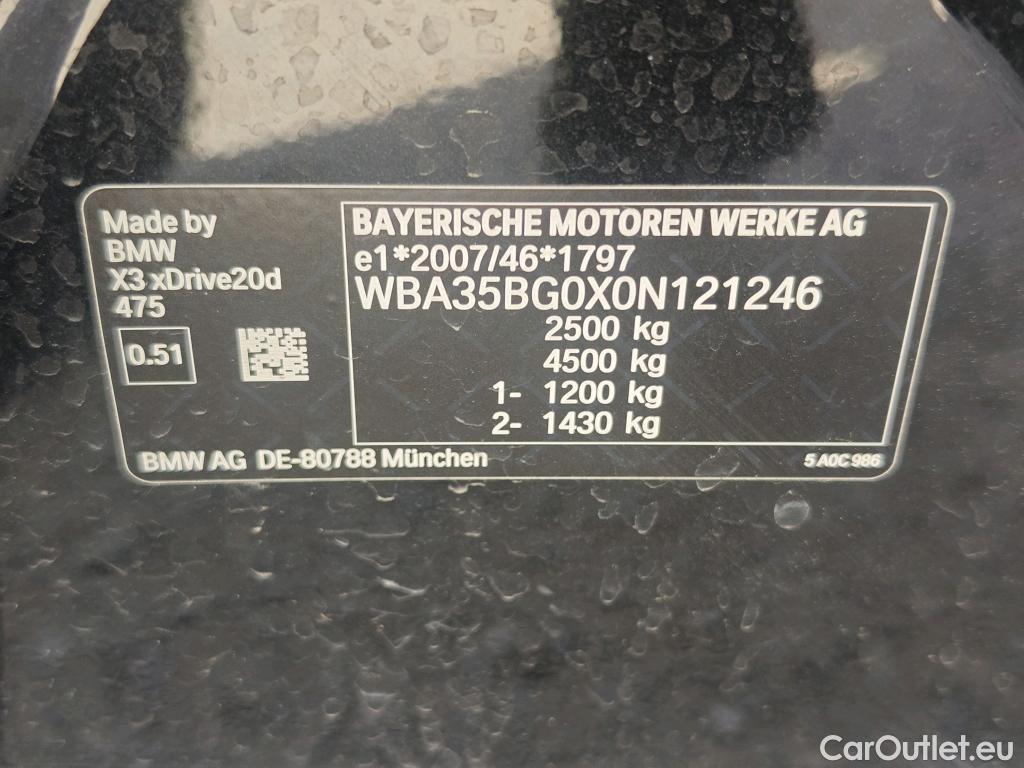 Made by
BMW
X3 xDrive20d
475
0.51
BAYERISCHE MOTOREN WERKE AG
e1*2007/46*1797
WBA35BG0X0N121246
2500 kg
4500 kg
1- 1200 kg
2- 1430 kg
BMW AG DE-80788 München
5 A0C 986
CarOutlet.eu